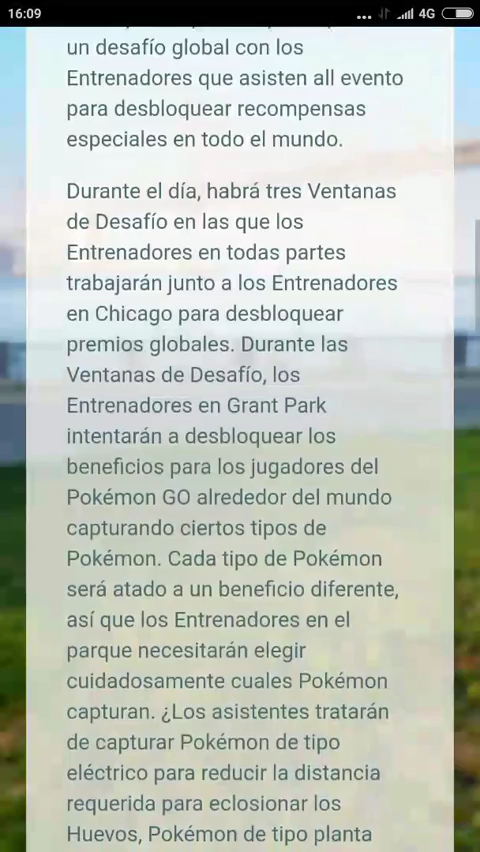 16:09
4G
un desafío global con los
Entrenadores que asisten all evento
para desbloquear recompensas
especiales en todo el mundo.
Durante el día, habrá tres Ventanas
de Desafío en las que los
Entrenadores en todas partes
trabajarán junto a los Entrenadores
en Chicago para desbloquear
premios globales. Durante las
Ventanas de Desafío, los
Entrenadores en Grant Park
intentarán a desbloquear los
beneficios para los jugadores del
Pokémon GO alrededor del mundo
capturando ciertos tipos de
Pokémon. Cada tipo de Pokémon
será atado a un beneficio diferente,
así que los Entrenadores en el
parque necesitarán elegir
cuidadosamente cuales Pokémon
capturan. ¿Los asistentes tratarán
de capturar Pokémon de tipo
eléctrico para reducir la distancia
requerida para eclosionar los
Huevos, Pokémon de tipo planta